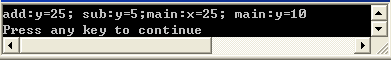 add:y=25; sub:y=5;main:x=25; main:y=10
Press any key to continue